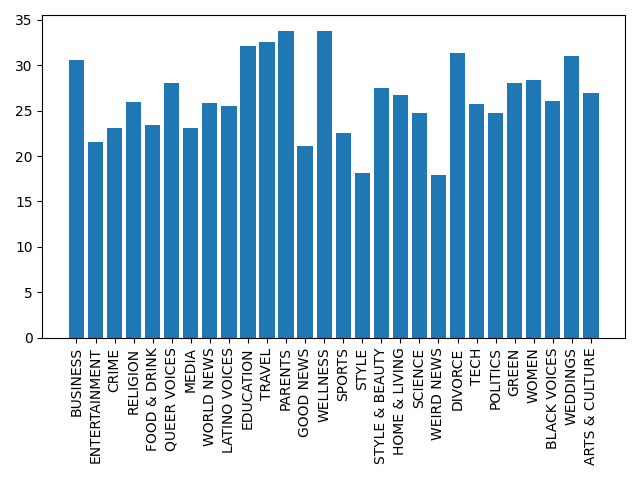 35
30
25
20
15
10
5
0
BUSINESS
ENTERTAINMENT
CRIME
RELIGION
FOOD & DRINK
QUEER VOICES
MEDIA
WORLD NEWS
LATINO VOICES
EDUCATION
TRAVEL
PARENTS
GOOD NEWS
WELLNESS
SPORTS
STYLE
STYLE & BEAUTY
HOME & LIVING
SCIENCE
WEIRD NEWS
DIVORCE
TECH
POLITICS
GREEN
WOMEN
BLACK VOICES
WEDDINGS
ARTS & CULTURE